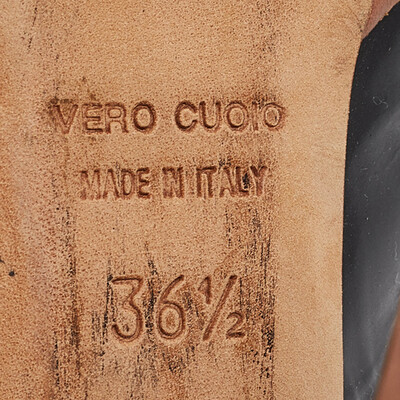 VERO CUOIO
MADE IN ITALY
36½